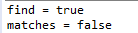 find = true
matches = false